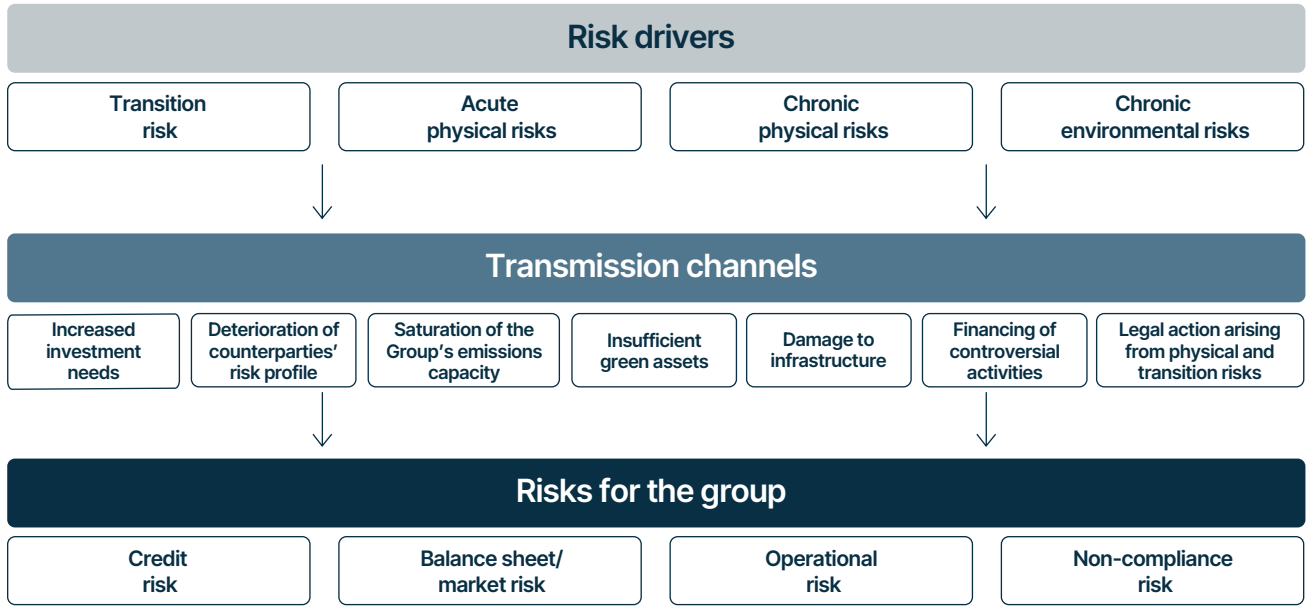 Risk drivers
Transition
risk
Acute
physical risks
Chronic
physical risks
Chronic
environmental risks
Transmission channels
Increased
investment
needs
Deterioration of
counterparties’
risk profile
Saturation of the
Group’s emissions
capacity
Insufficient
green assets
Damage to
infrastructure
Financing of
controversial
activities
Legal action arising
from physical and
transition risks
Risks for the group
Credit
risk
Balance sheet/
market risk
Operational
risk
Non-compliance
risk